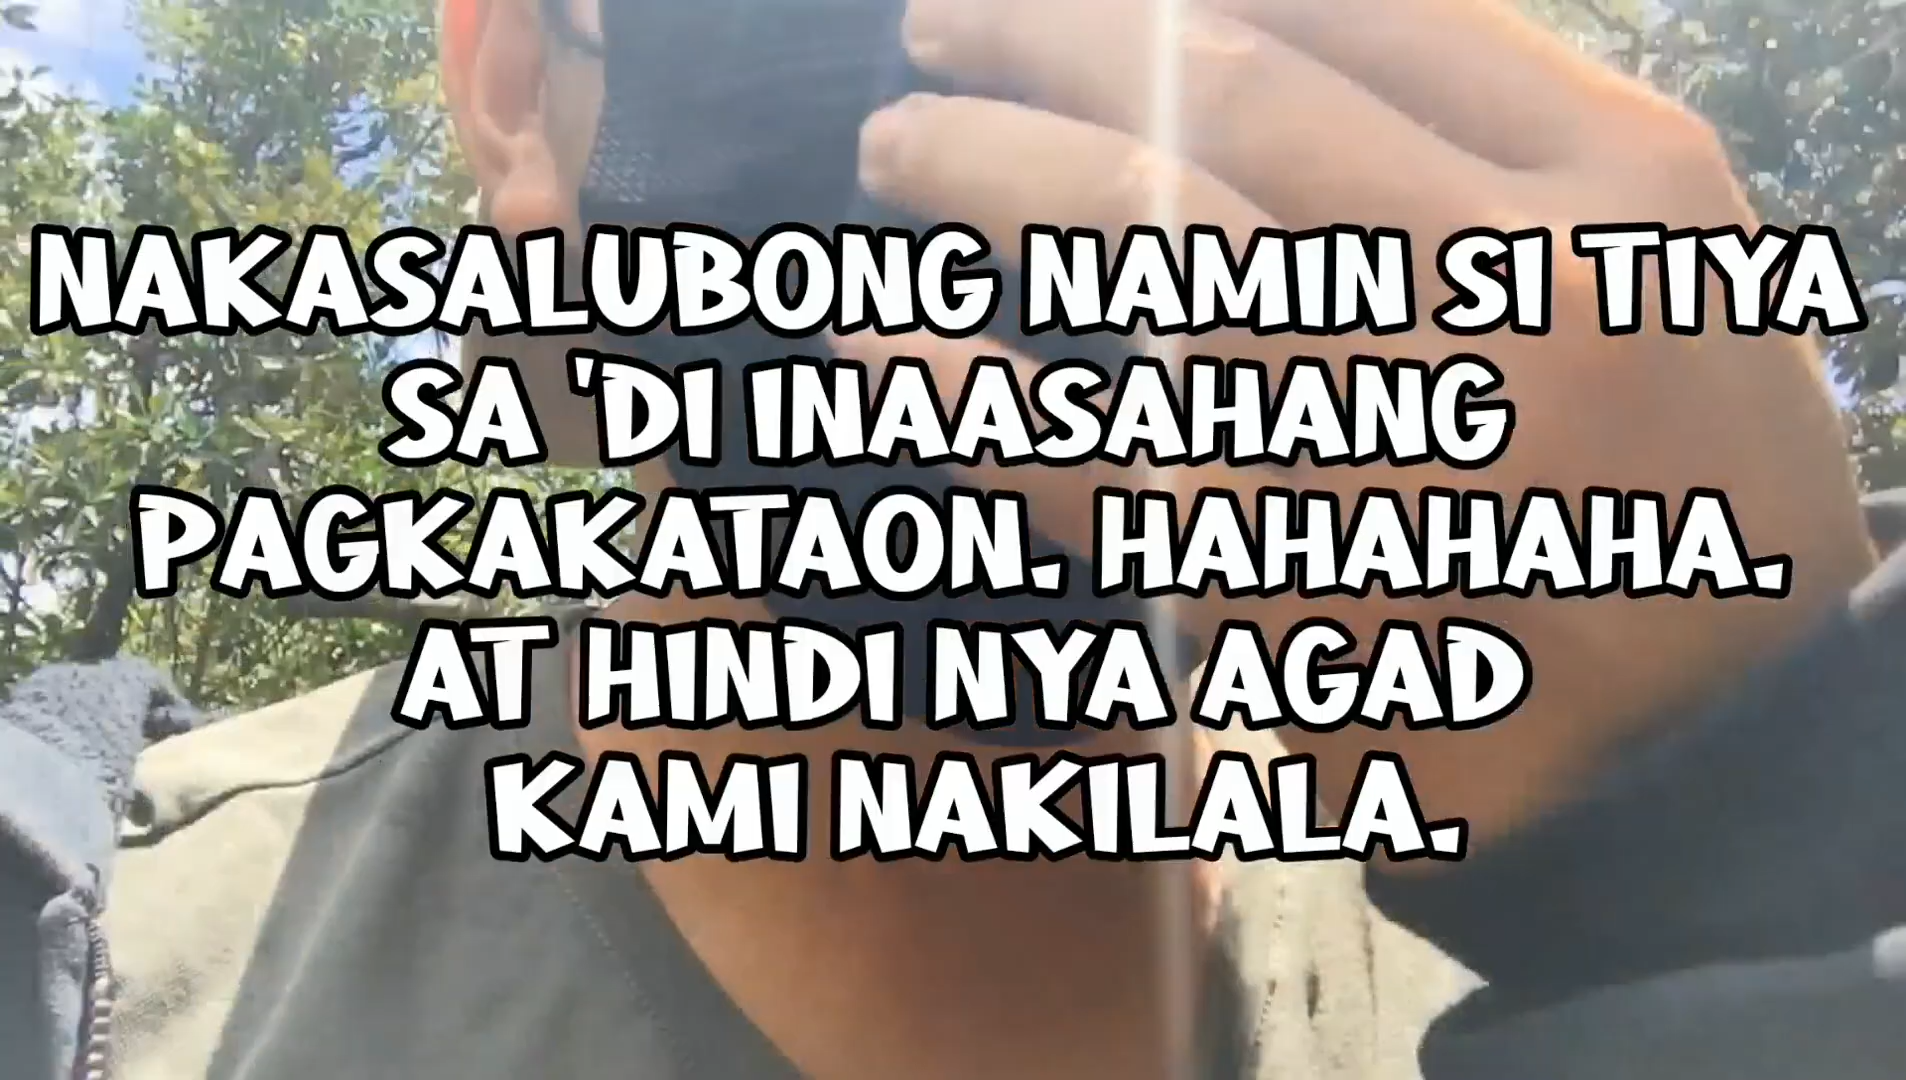 NAKASALUBONG NAMIN SI TIYA
SA 'DI INAASAHANG
PAGKAKATAON. HAHAHAHA.
AT HINDI NYA AGAD
KAMI NAKILALA.